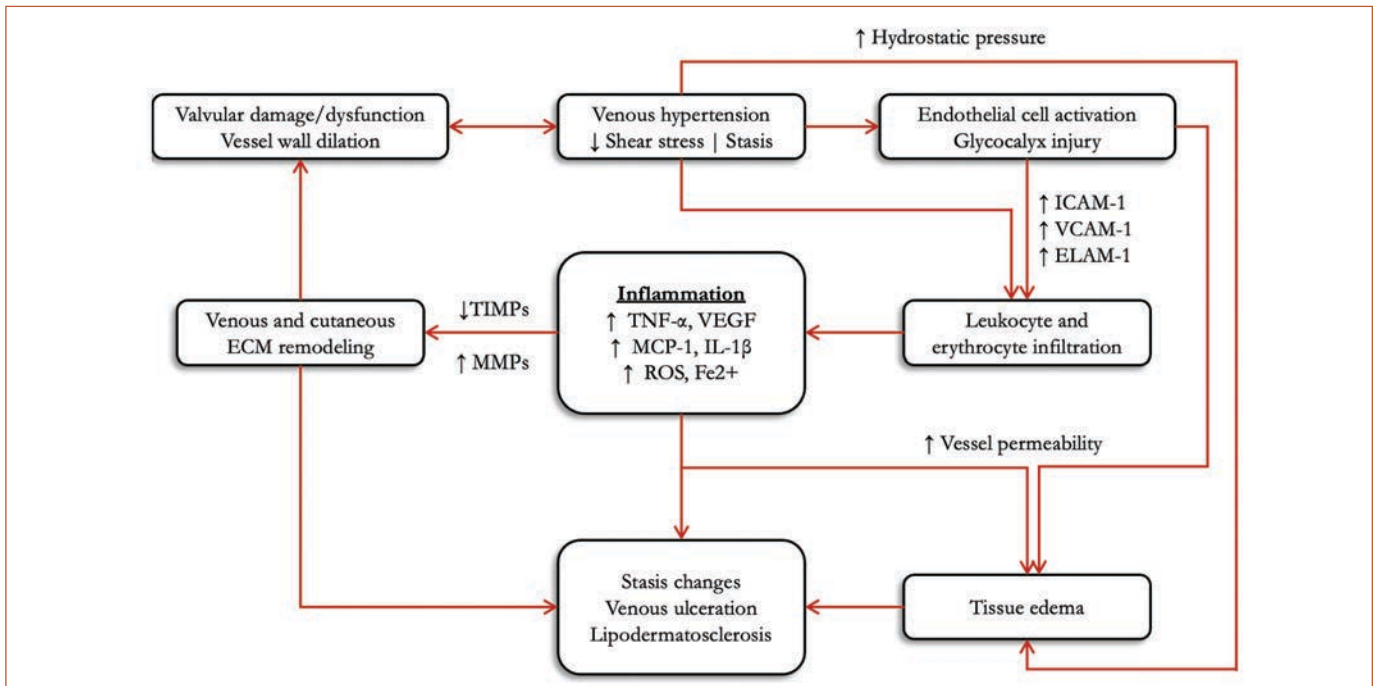 ↑ Hydrostatic pressure
Valvular damage/dysfunction
Vessel wall dilation
Venous hypertension
↓ Shear stress | Stasis
Endothelial cell activation
Glycocalyx injury
↑ ICAM-1
↑ VCAM-1
↑ ELAM-1
Venous and cutaneous
ECM remodeling
↓TIMPs
↑ MMPs
Inflammation
↑ TNF-α, VEGF
↑ MCP-1, IL-1β
↑ ROS, Fe2+
Leukocyte and
erythrocyte infiltration
↑ Vessel permeability
Stasis changes
Venous ulceration
Lipodermatosclerosis
Tissue edema